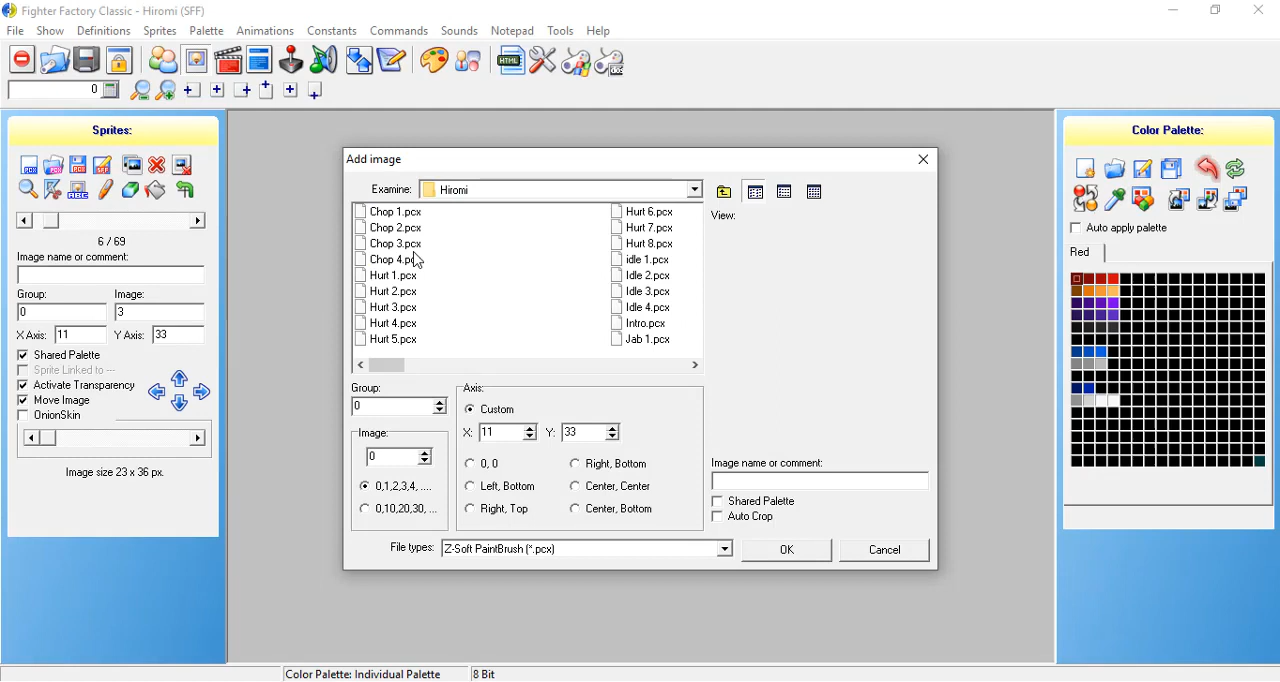 Fighter Factory Classic - Hiromi (SFF)
File Show Definitions Sprites Palette Animations Constants Commands Sounds Notepad Tools Help
0
Sprites:
6 / 69
Image name or comment:
Group: Image:
0 3
X Axis: 11 Y Axis: 33
Shared Palette
Sprite Linked to ---
Activate Transparency
Move Image
OnionSkin
Image size 23 x 36 px.
Add image
Examine: Hiromi
View:
Chop 1.pcx Hurt 6.pcx
Chop 2.pcx Hurt 7.pcx
Chop 3.pcx Hurt 8.pcx
Chop 4.pcx idle 1.pcx
Hurt 1.pcx Idle 2.pcx
Hurt 2.pcx Idle 3.pcx
Hurt 3.pcx Idle 4.pcx
Hurt 4.pcx Intro.pcx
Hurt 5.pcx Jab 1.pcx
Group:
0
Image:
0
0,1,2,3,4, ....
0,10,20,30, ...
Axis:
Custom
X: 11 Y: 33
0, 0 Right, Bottom
Left, Bottom Center, Center
Right, Top Center, Bottom
Image name or comment:
Shared Palette
Auto Crop
File types: Z-Soft PaintBrush (*.pcx)
OK Cancel
Color Palette:
Auto apply palette
Red
Color Palette: Individual Palette 8 Bit